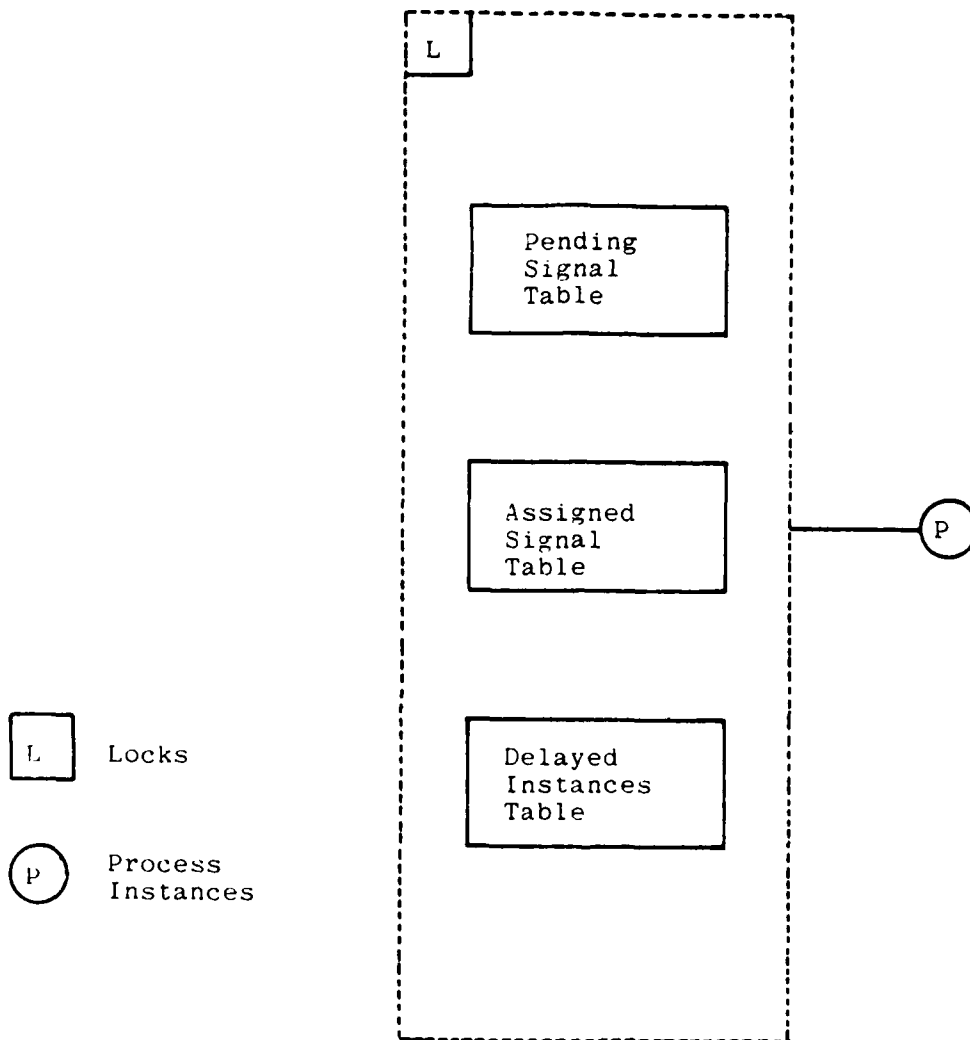 L
Pending
Signal
Table
Assigned
Signal
Table
P
Delayed
Instances
Table
L Locks
P Process
Instances